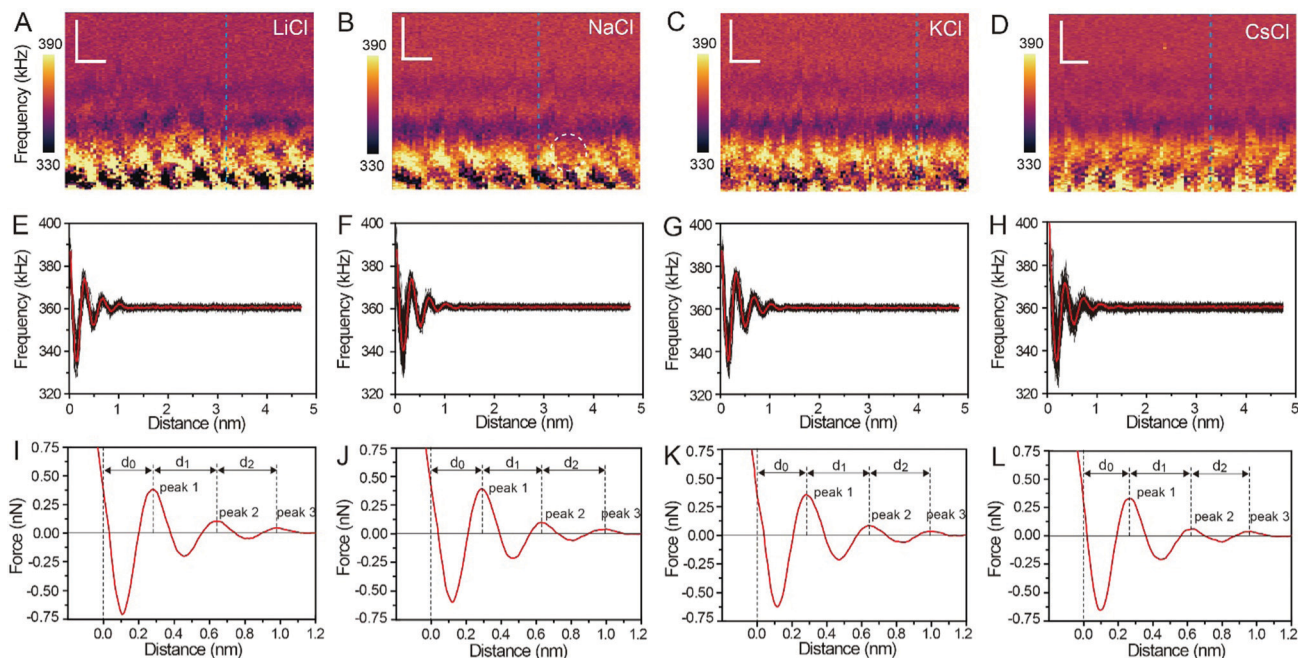 A
LiCl
Frequency (kHz)
390
330
B
NaCl
390
330
C
KCl
390
330
D
CsCl
390
330
E
Frequency (kHz)
400
380
360
340
320
0 1 2 3 4 5
Distance (nm)
F
Frequency (kHz)
400
380
360
340
320
0 1 2 3 4 5
Distance (nm)
G
Frequency (kHz)
400
380
360
340
320
0 1 2 3 4 5
Distance (nm)
H
Frequency (kHz)
400
380
360
340
320
0 1 2 3 4 5
Distance (nm)
I
Force (nN)
0.75
0.50
0.25
0.00
-0.25
-0.50
-0.75
d0 d1 d2
peak 1
peak 2
peak 3
0.0 0.2 0.4 0.6 0.8 1.0 1.2
Distance (nm)
J
Force (nN)
0.75
0.50
0.25
0.00
-0.25
-0.50
-0.75
d0 d1 d2
peak 1
peak 2
peak 3
0.0 0.2 0.4 0.6 0.8 1.0 1.2
Distance (nm)
K
Force (nN)
0.75
0.50
0.25
0.00
-0.25
-0.50
-0.75
d0 d1 d2
peak 1
peak 2
peak 3
0.0 0.2 0.4 0.6 0.8 1.0 1.2
Distance (nm)
L
Force (nN)
0.75
0.50
0.25
0.00
-0.25
-0.50
-0.75
d0 d1 d2
peak 1
peak 2
peak 3
0.0 0.2 0.4 0.6 0.8 1.0 1.2
Distance (nm)